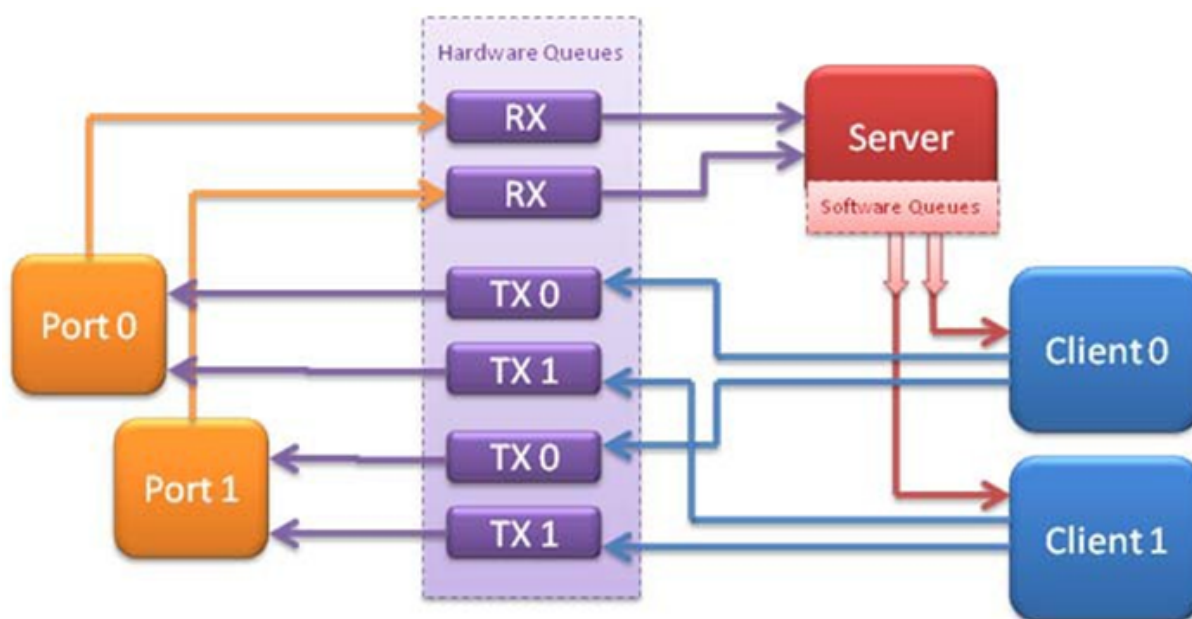 Hardware Queues
RX
RX
TX 0
TX 1
TX 0
TX 1
Server
Software Queues
Port 0
Port 1
Client 0
Client 1